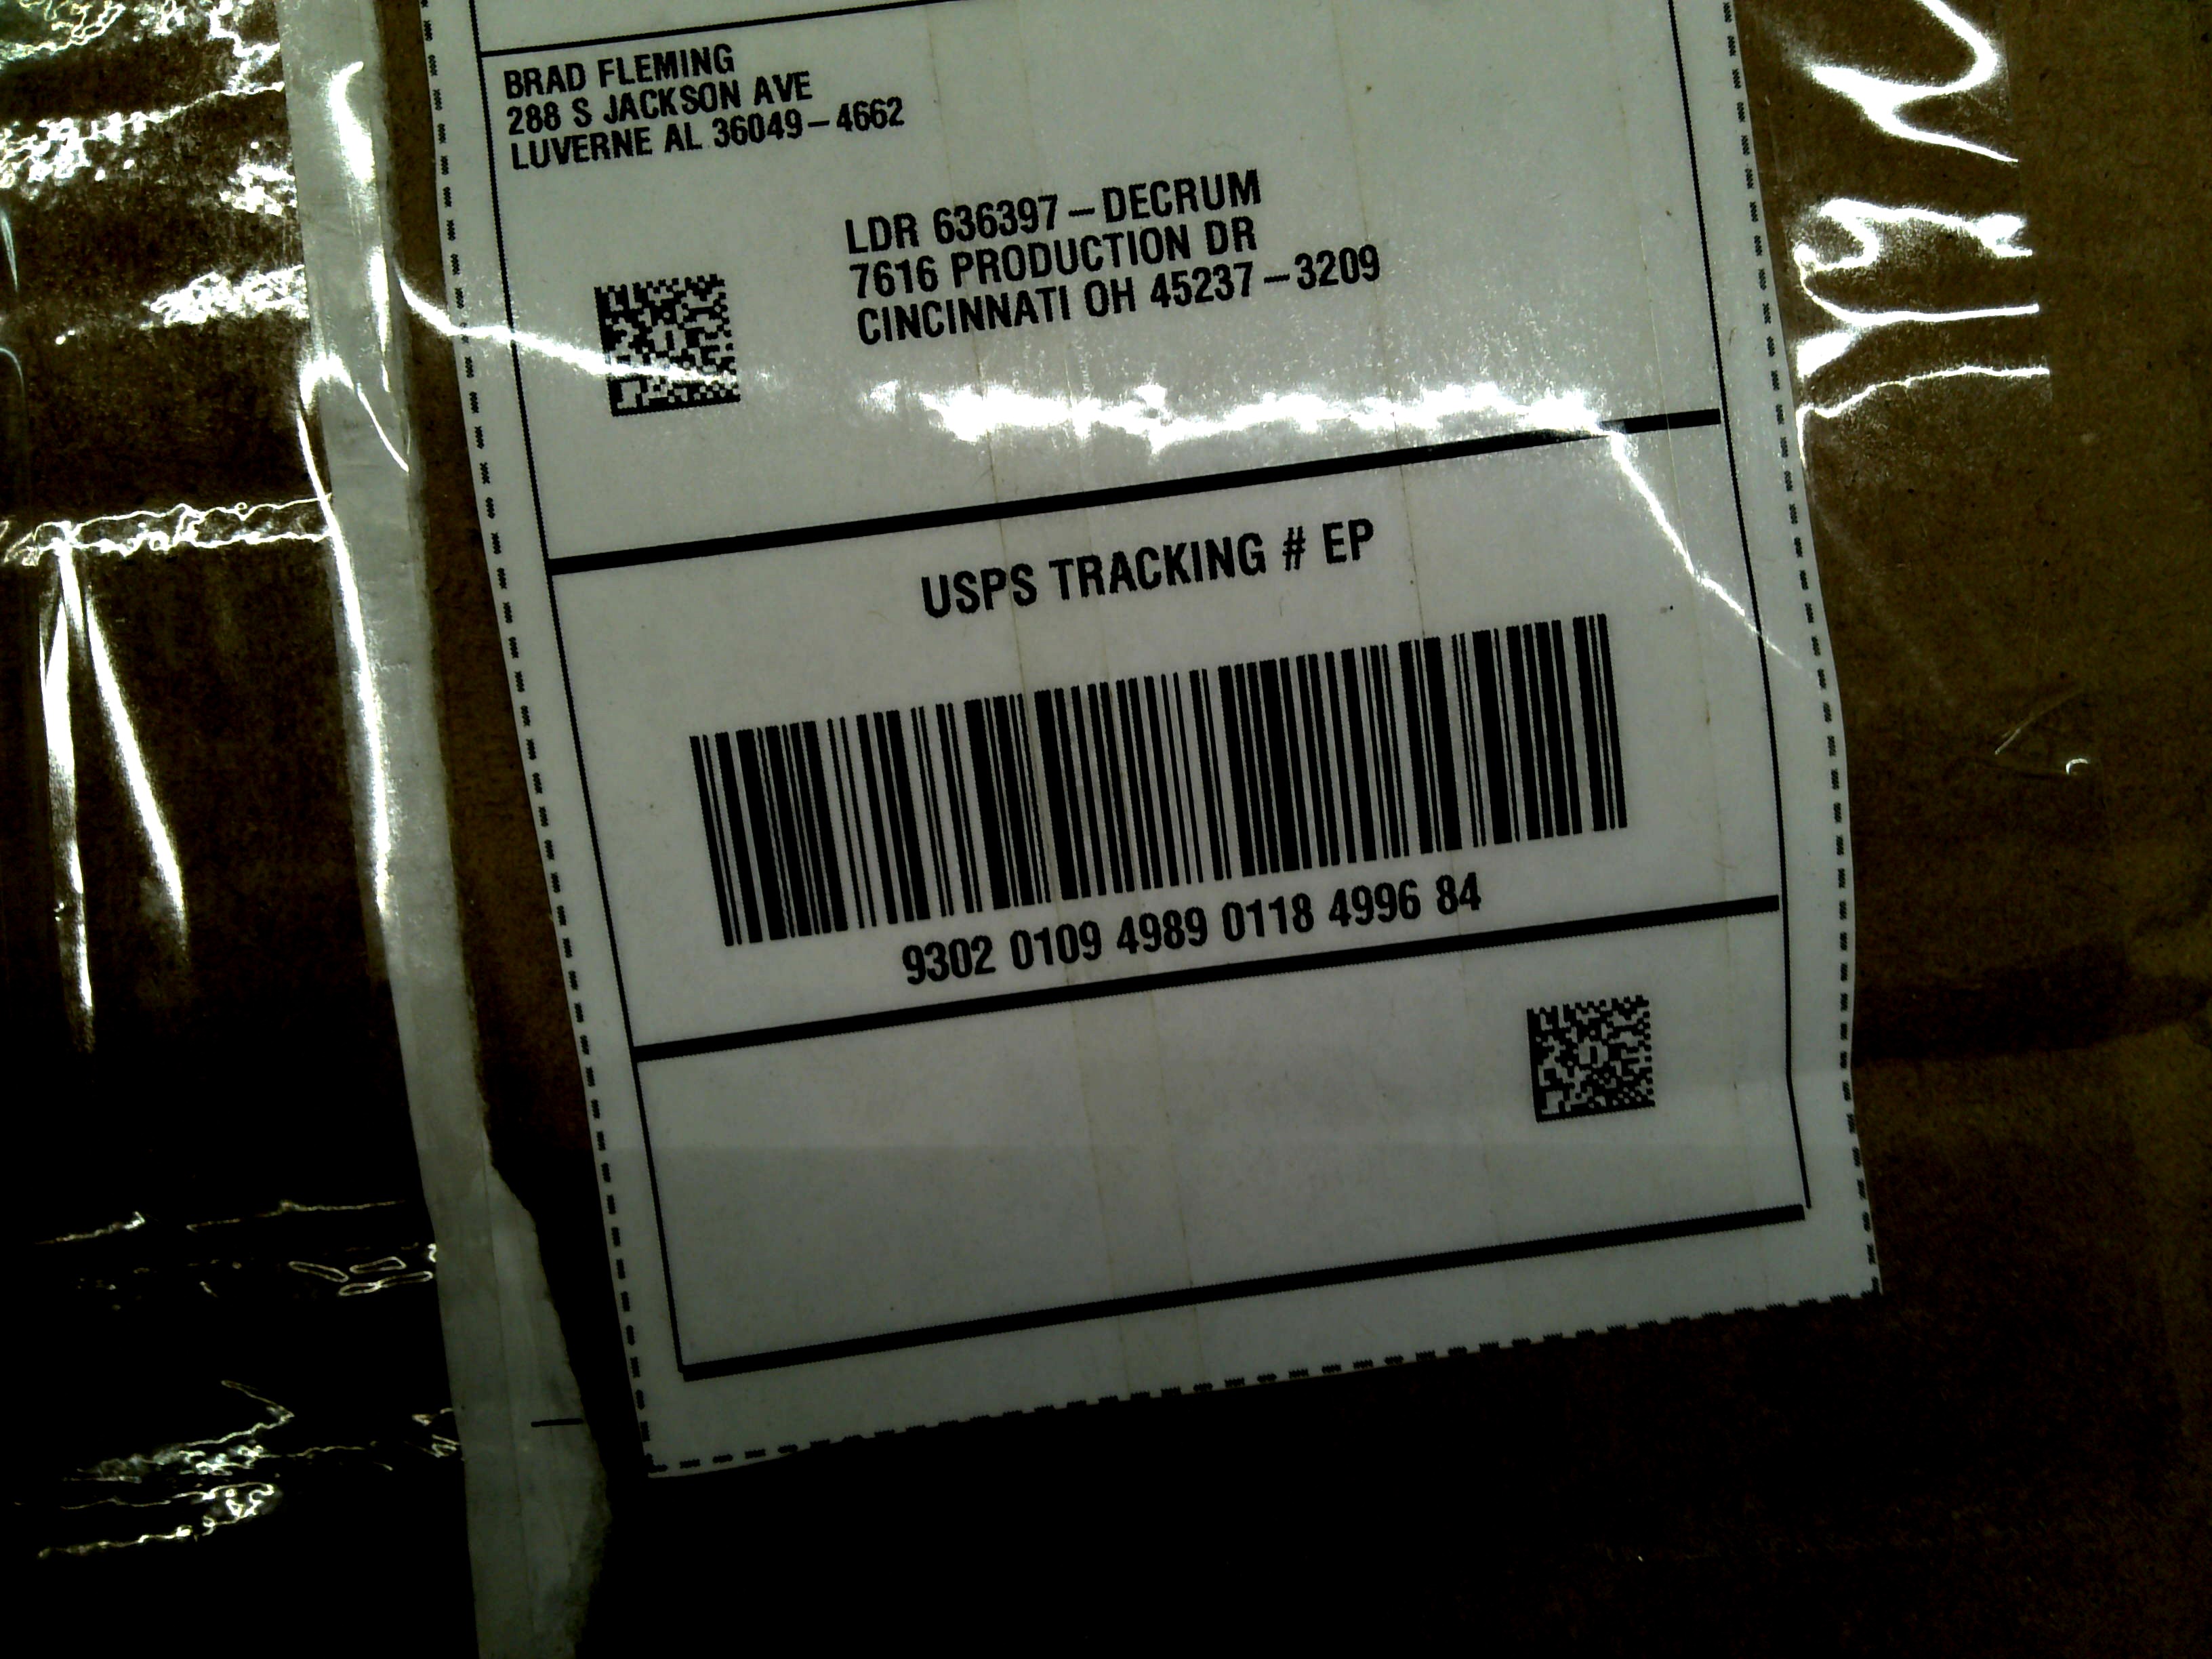 BRAD FLEMING
288 S JACKSON AVE
LUVERNE AL 36049-4662
LDR 636397-DECRUM
7616 PRODUCTION DR
CINCINNATI OH 45237-3209
USPS TRACKING # EP
9302 0109 4989 0118 4996 84